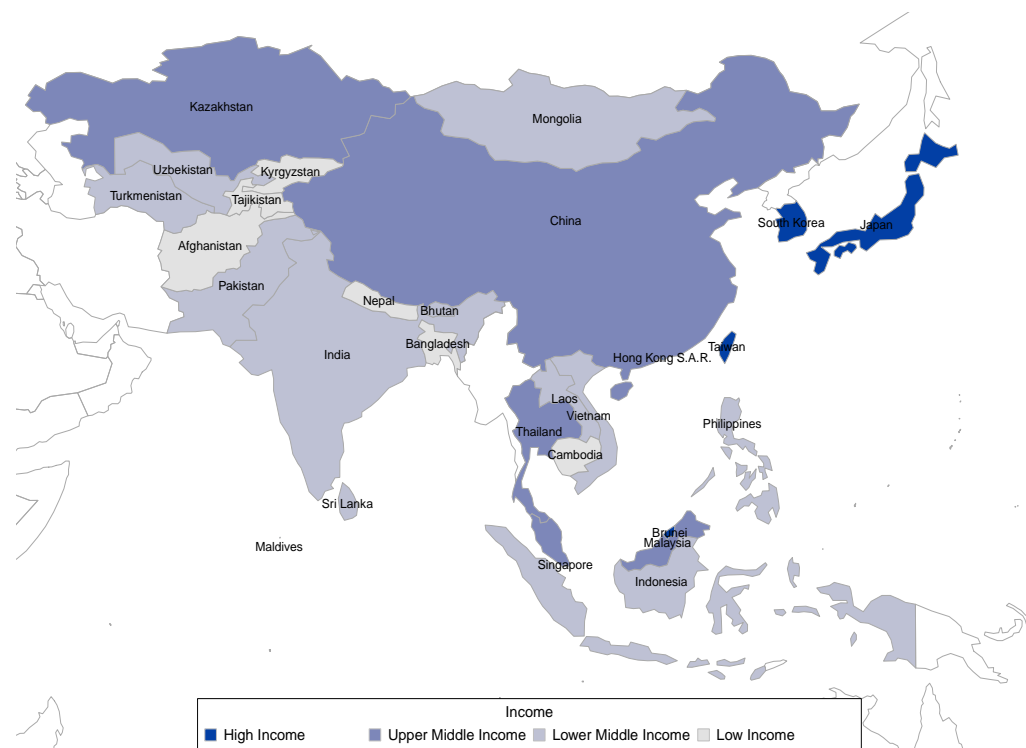 Kazakhstan
Mongolia
Uzbekistan
Kyrgyzstan
Turkmenistan
Tajikistan
China
South Korea
Japan
Afghanistan
Pakistan
Nepal
Bhutan
Bangladesh
Taiwan
India
Hong Kong S.A.R.
Laos
Vietnam
Philippines
Thailand
Cambodia
Sri Lanka
Brunei
Maldives
Malaysia
Singapore
Indonesia
Income
High Income
Upper Middle Income
Lower Middle Income
Low Income